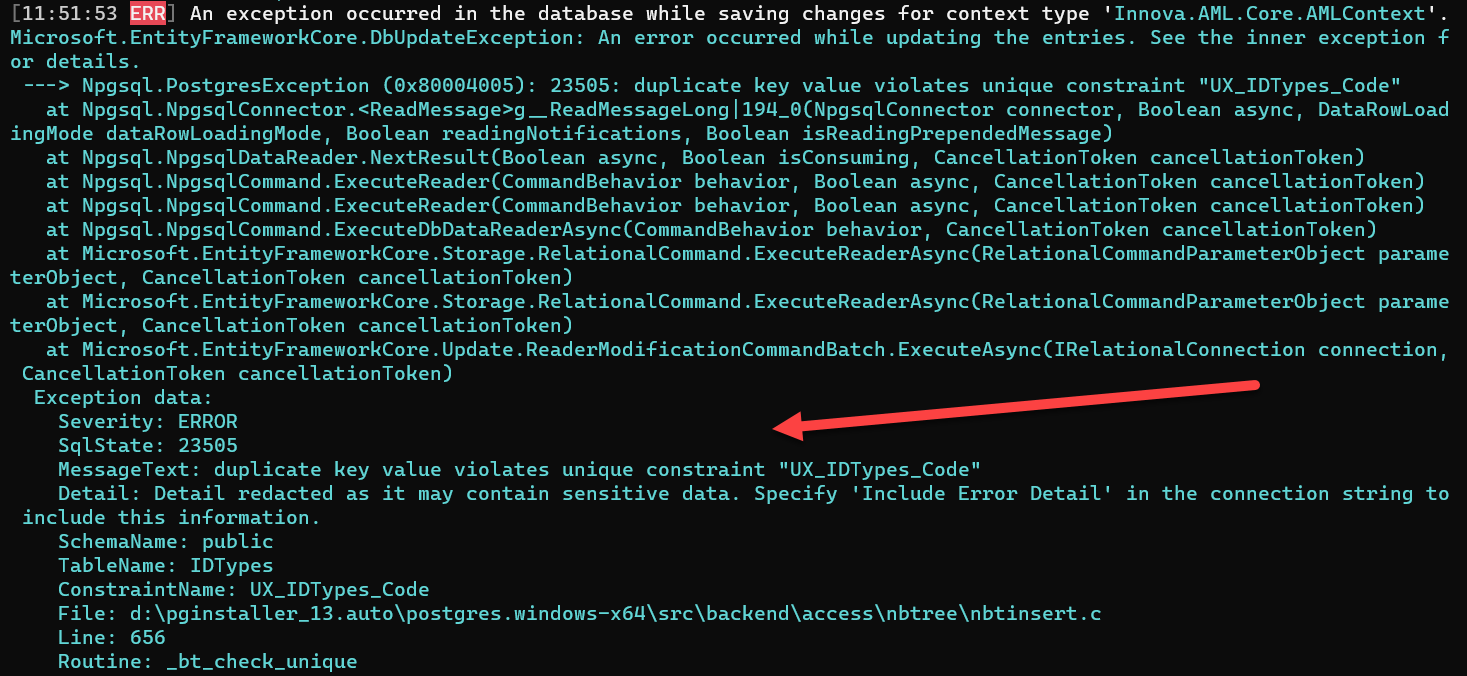 [11:51:53 ERR] An exception occurred in the database while saving changes for context type 'Innova.AML.Core.AMLContext'.
Microsoft.EntityFrameworkCore.DbUpdateException: An error occurred while updating the entries. See the inner exception f
or details.
 ---> Npgsql.PostgresException (0x80004005): 23505: duplicate key value violates unique constraint "UX_IDTypes_Code"
   at Npgsql.NpgsqlConnector.<ReadMessage>g__ReadMessageLong|194_0(NpgsqlConnector connector, Boolean async, DataRowLoad
ingMode dataRowLoadingMode, Boolean readingNotifications, Boolean isReadingPrependedMessage)
   at Npgsql.NpgsqlDataReader.NextResult(Boolean async, Boolean isConsuming, CancellationToken cancellationToken)
   at Npgsql.NpgsqlCommand.ExecuteReader(CommandBehavior behavior, Boolean async, CancellationToken cancellationToken)
   at Npgsql.NpgsqlCommand.ExecuteReader(CommandBehavior behavior, Boolean async, CancellationToken cancellationToken)
   at Npgsql.NpgsqlCommand.ExecuteDbDataReaderAsync(CommandBehavior behavior, CancellationToken cancellationToken)
   at Microsoft.EntityFrameworkCore.Storage.RelationalCommand.ExecuteReaderAsync(RelationalCommandParameterObject parame
terObject, CancellationToken cancellationToken)
   at Microsoft.EntityFrameworkCore.Storage.RelationalCommand.ExecuteReaderAsync(RelationalCommandParameterObject parame
terObject, CancellationToken cancellationToken)
   at Microsoft.EntityFrameworkCore.Update.ReaderModificationCommandBatch.ExecuteAsync(IRelationalConnection connection,
 CancellationToken cancellationToken)
  Exception data:
    Severity: ERROR
    SqlState: 23505
    MessageText: duplicate key value violates unique constraint "UX_IDTypes_Code"
    Detail: Detail redacted as it may contain sensitive data. Specify 'Include Error Detail' in the connection string to
 include this information.
    SchemaName: public
    TableName: IDTypes
    ConstraintName: UX_IDTypes_Code
    File: d:\pginstaller_13.auto\postgres.windows-x64\src\backend\access\nbtree\nbtinsert.c
    Line: 656
    Routine: _bt_check_unique